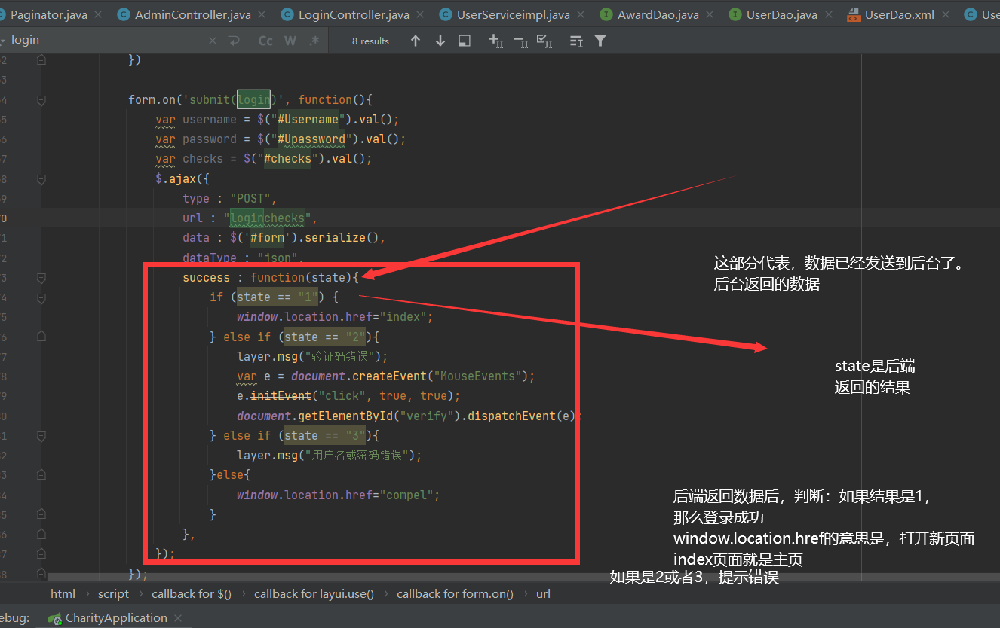 Paginator.java × AdminController.java × LoginController.java × UserServiceimpl.java × AwardDao.java × UserDao.java × UserDao.xml ×
login × Cc W .* 8 results
})
form.on('submit(login)', function(){
var username = $("#Username").val();
var password = $("#Upassword").val();
var checks = $("#checks").val();
$.ajax({
type : "POST",
url : "loginchecks",
data : $('#form').serialize(),
dataType : "json",
success : function(state){
if (state == "1") {
window.location.href="index";
} else if (state == "2"){
layer.msg("验证码错误");
var e = document.createEvent("MouseEvents");
e.initEvent("click", true, true);
document.getElementById("verify").dispatchEvent(e);
} else if (state == "3"){
layer.msg("用户名或密码错误");
}else{
window.location.href="compel";
}
},
});
});
这部分代表，数据已经发送到后台了。
后台返回的数据
state是后端
返回的结果
后端返回数据后，判断：如果结果是1，
那么登录成功
window.location.href的意思是，打开新页面
index页面就是主页
如果是2或者3，提示错误
html › script › callback for $() › callback for layui.use() › callback for form.on() › url
ebug: CharityApplication ×